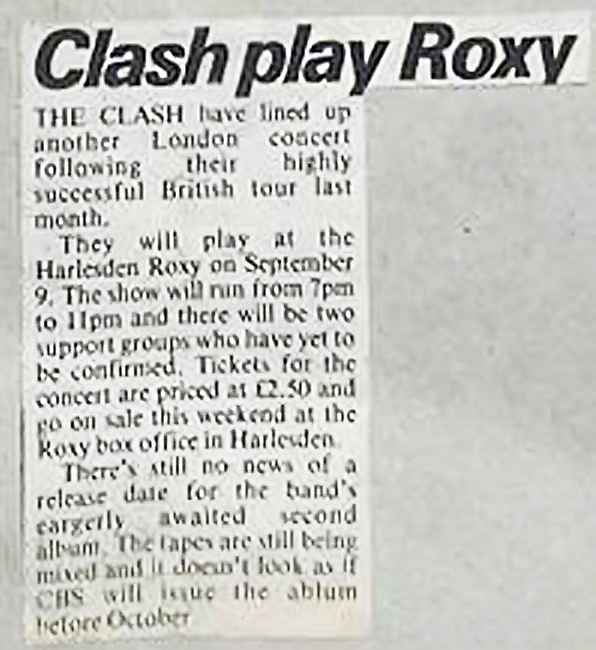 Clash play Roxy
THE CLASH have lined up
another London concert
following their highly
successful British tour last
month.
They will play at the
Harlesden Roxy on September
9. The show will run from 7pm
to 11pm and there will be two
support groups who have yet to
be confirmed. Tickets for the
concert are priced at £2.50 and
go on sale this weekend at the
Roxy box office in Harlesden.
There's still no news of a
release date for the band's
eargerly awaited second
album. The tapes are still being
mixed and it doesn't look as if
CBS will issue the ablum
before October